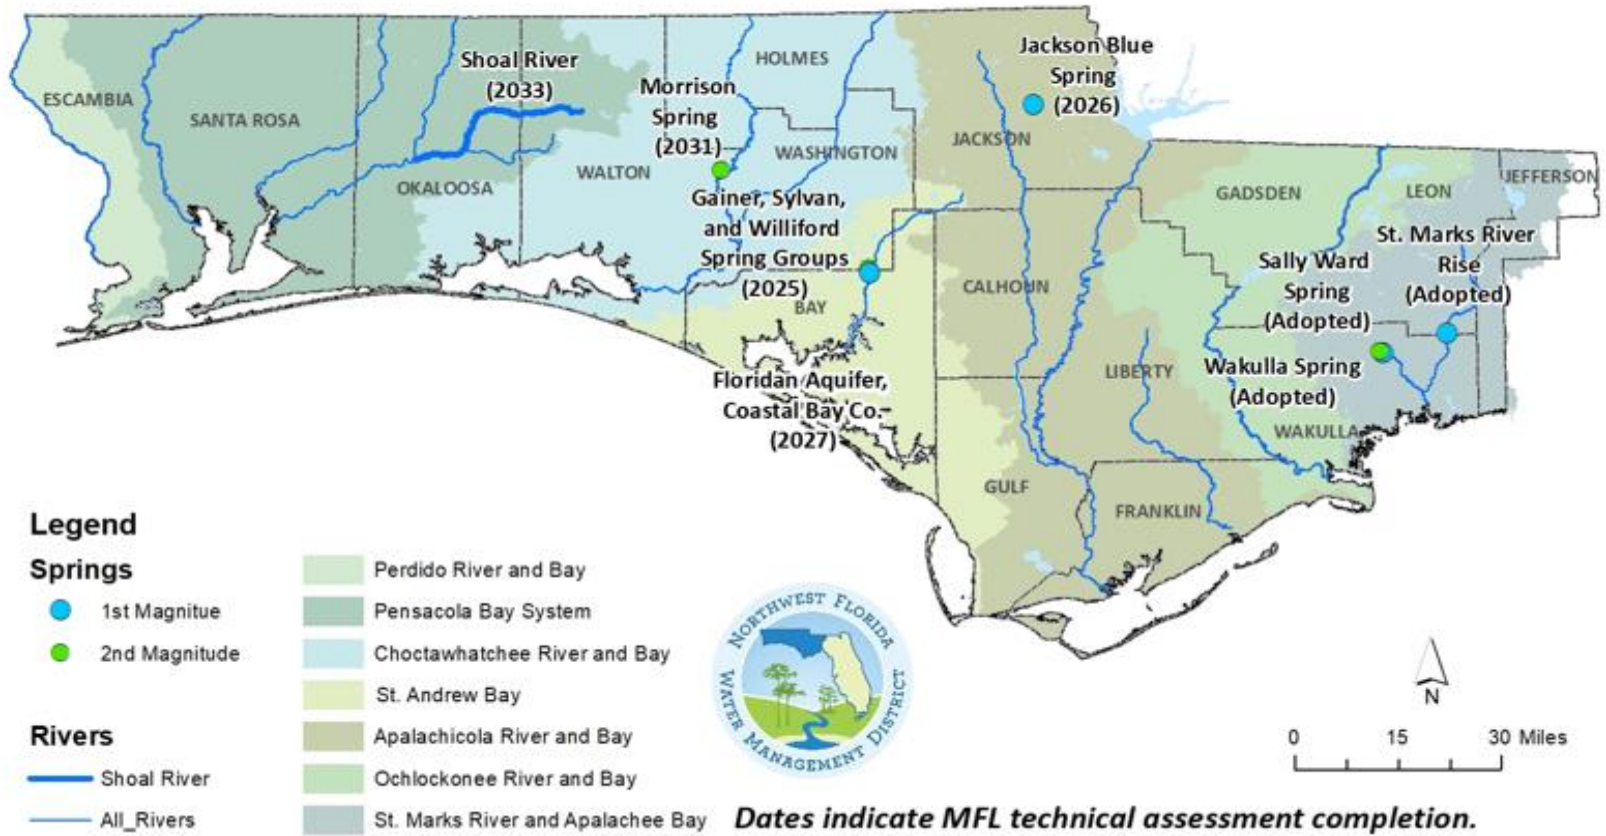 Jackson Blue
Spring
(2026)
Shoal River
(2033)
HOLMES
Morrison
Spring
(2031)
ESCAMBIA
SANTA ROSA
JACKSON
WASHINGTON
WALTON
OKALOOSA
GADSDEN
LEON
JEFFERSON
Gainer, Sylvan,
and Williford
Spring Groups
(2025)
St. Marks River
Rise
(Adopted)
Sally Ward
Spring
(Adopted)
CALHOUN
BAY
LIBERTY
Wakulla Spring
(Adopted)
Floridan Aquifer,
Coastal Bay Co.
(2027)
WAKULLA
GULF
FRANKLIN
Legend
Springs
1st Magnitue
2nd Magnitude
Rivers
Shoal River
All_Rivers
Perdido River and Bay
Pensacola Bay System
Choctawhatchee River and Bay
St. Andrew Bay
Apalachicola River and Bay
Ochlockonee River and Bay
St. Marks River and Apalachee Bay
NORTHWEST FLORIDA
WATER MANAGEMENT DISTRICT
N
0 15 30 Miles
Dates indicate MFL technical assessment completion.